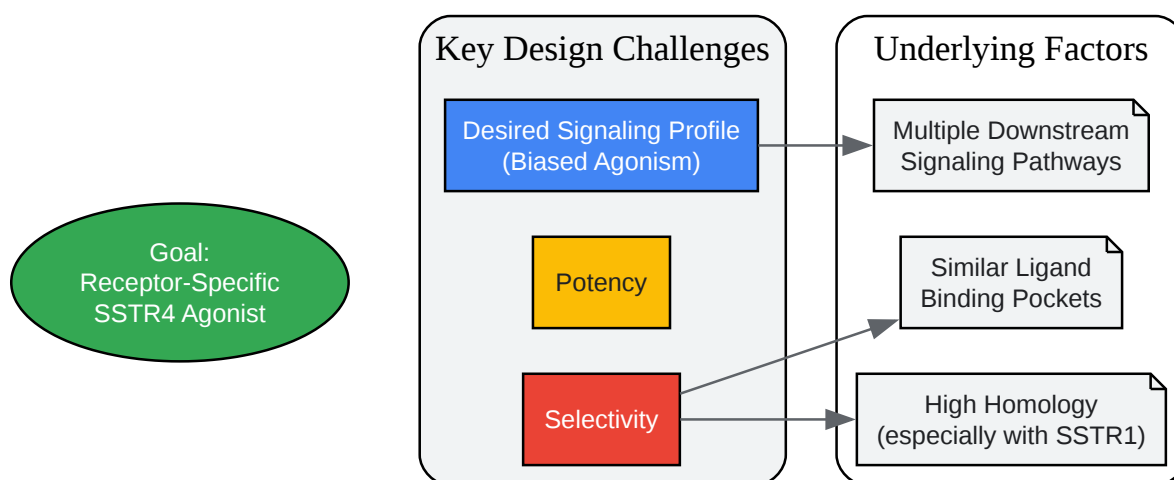 Key Design Challenges
Underlying Factors
Desired Signaling Profile
(Biased Agonism)
Multiple Downstream
Signaling Pathways
Goal:
Receptor-Specific
SSTR4 Agonist
Potency
Similar Ligand
Binding Pockets
Selectivity
High Homology
(especially with SSTR1)